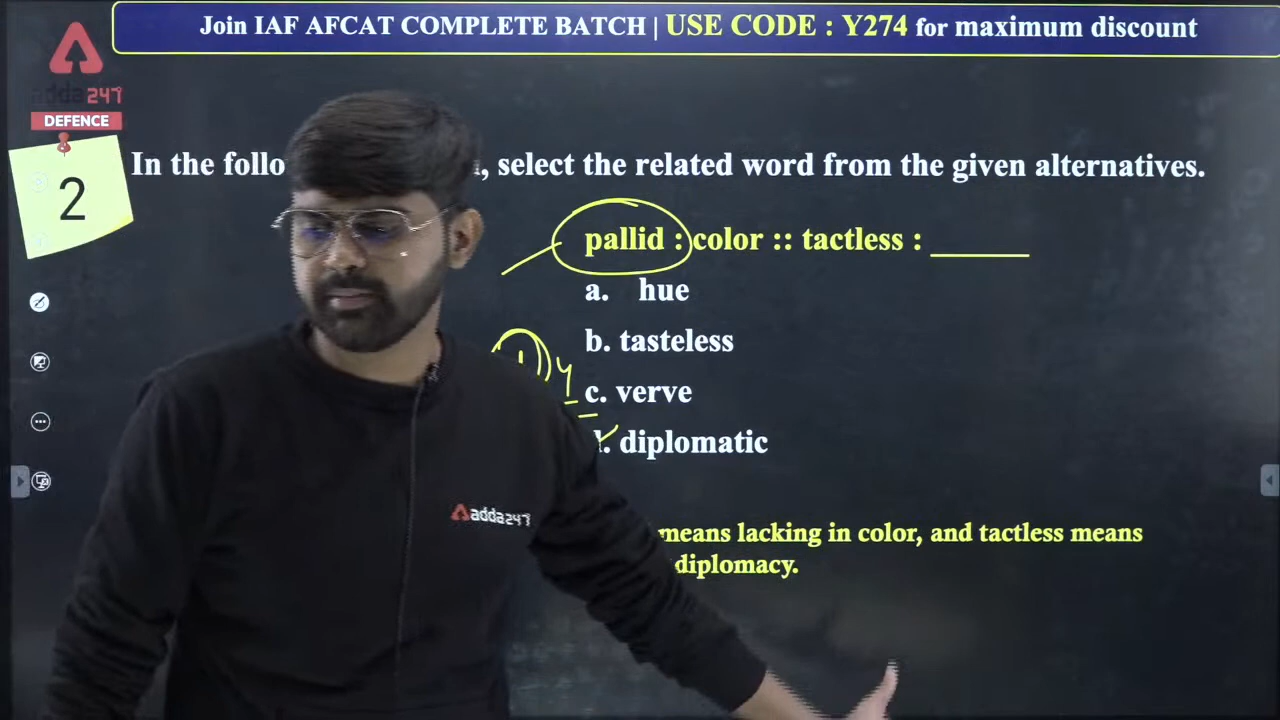 Join IAF AFCAT COMPLETE BATCH | USE CODE : Y274 for maximum discount
adda247
DEFENCE
2
In the follo , select the related word from the given alternatives.
pallid : color :: tactless : ______
a. hue
b. tasteless
c. verve
d. diplomatic
adda247
means lacking in color, and tactless means
diplomacy.